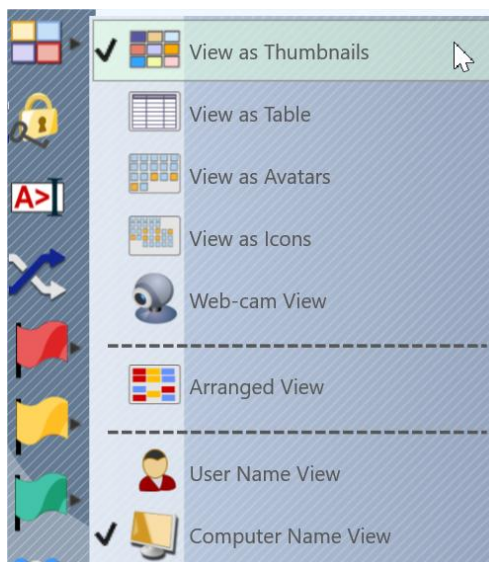 View as Thumbnails
View as Table
A>
View as Avatars
View as Icons
Web-cam View
Arranged View
User Name View
Computer Name View